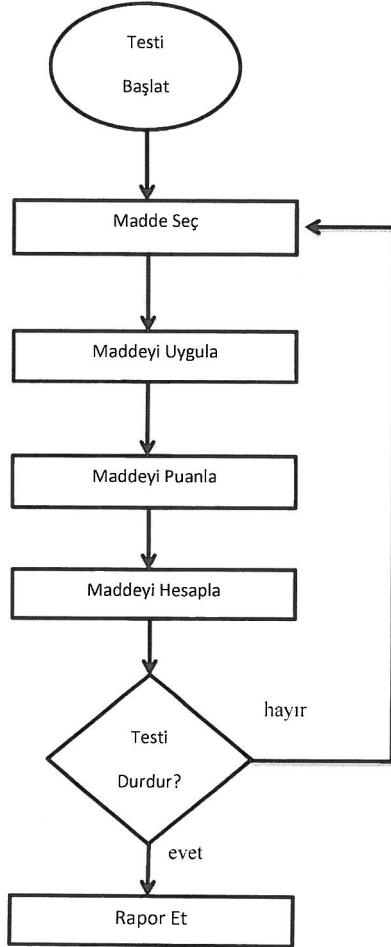 Testi
Başlat
Madde Seç
Maddeyi Uygula
Maddeyi Puanla
Maddeyi Hesapla
hayır
Testi
Durdur?
evet
Rapor Et